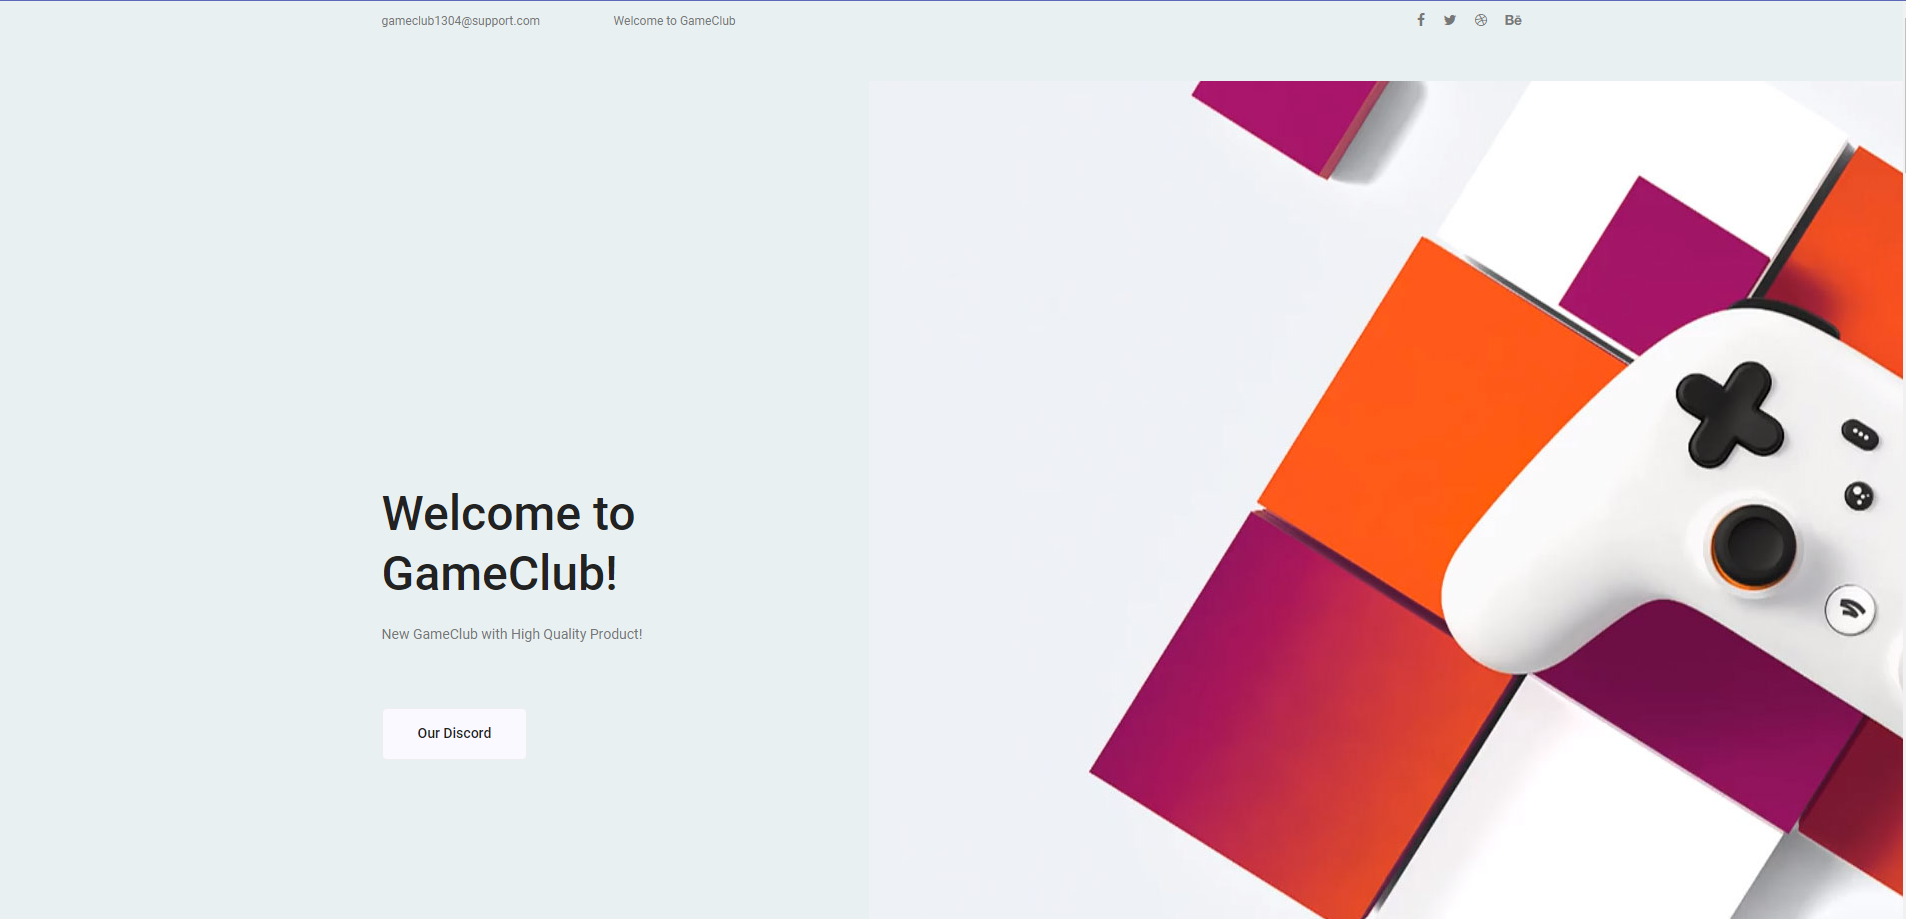 gameclub1304@support.com
Welcome to GameClub
Bē
Welcome to
GameClub!
New GameClub with High Quality Product!
Our Discord